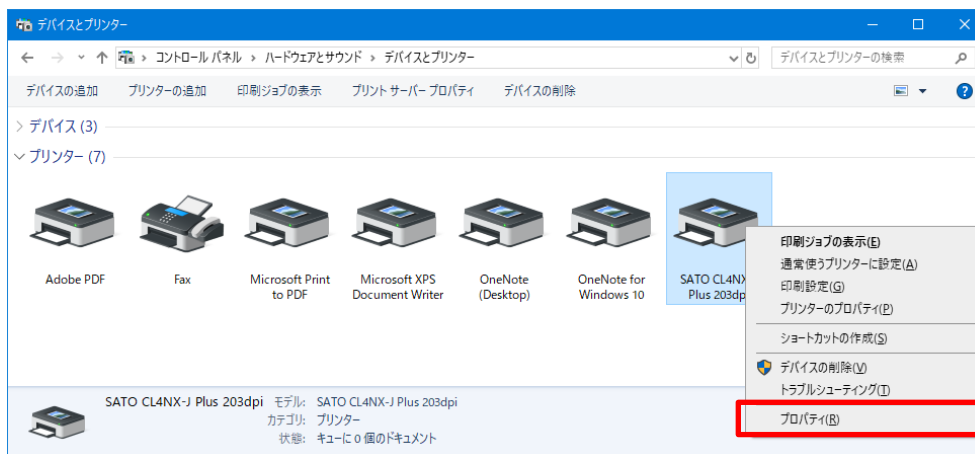 デバイスとプリンター
コントロール パネル › ハードウェアとサウンド › デバイスとプリンター
デバイスとプリンターの検索
デバイスの追加 プリンターの追加 印刷ジョブの表示 プリント サーバー プロパティ デバイスの削除
デバイス (3)
プリンター (7)
Adobe PDF
Fax
Microsoft Print
to PDF
Microsoft XPS
Document Writer
OneNote
(Desktop)
OneNote for
Windows 10
SATO CL4NX
Plus 203dp
印刷ジョブの表示(E)
通常使うプリンターに設定(A)
印刷設定(G)
プリンターのプロパティ(P)
ショートカットの作成(S)
デバイスの削除(V)
トラブルシューティング(T)
プロパティ(R)
SATO CL4NX-J Plus 203dpi モデル: SATO CL4NX-J Plus 203dpi
カテゴリ: プリンター
状態: キューに 0 個のドキュメント